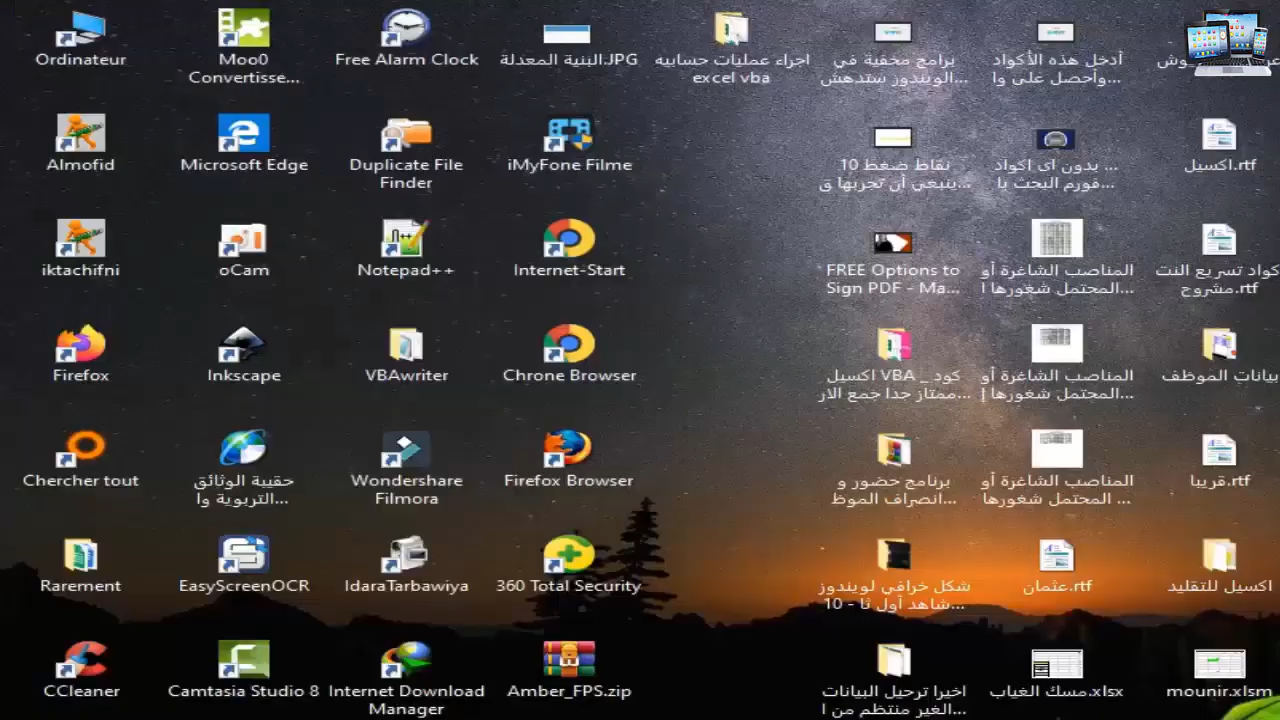 Ordinateur
Moo0
Convertisse...
Free Alarm Clock
البنية المعدلة.JPG
اجراء عمليات حسابيه
excel vba
برامج مخفية في
الويندوز ستدهش...
أدخل هذه الأكواد
وأحصل على وا...
Almofid
Microsoft Edge
Duplicate File
Finder
iMyFone Filme
10 نقاط ضغط
ينبغي أن تجربها ق...
بدون اى اكواد ...
فورم البحث با...
اكسيل.rtf
iktachifni
oCam
Notepad++
Internet-Start
FREE Options to
Sign PDF - Ma...
المناصب الشاغرة أو
المحتمل شغورها ا...
كواد تسريع النت
مشروح.rtf
Firefox
Inkscape
VBAwriter
Chrone Browser
كود _ VBA اكسيل
ممتاز جدا جمع الار...
المناصب الشاغرة أو
المحتمل شغورها إ...
بيانات الموظف
Chercher tout
حقيبة الوثائق
التربوية وا...
Wondershare
Filmora
Firefox Browser
برنامج حضور و
انصراف الموظ...
المناصب الشاغرة أو
المحتمل شغورها ...
قريبا.rtf
Rarement
EasyScreenOCR
IdaraTarbawiya
360 Total Security
شكل خرافي لويندوز
10 - شاهد أول ثا...
عثمان.rtf
اكسيل للتقليد
CCleaner
Camtasia Studio 8
Internet Download
Manager
Amber_FPS.zip
اخيرا ترحيل البيانات
الغير منتظم من ا...
مسك الغياب.xlsx
mounir.xlsm